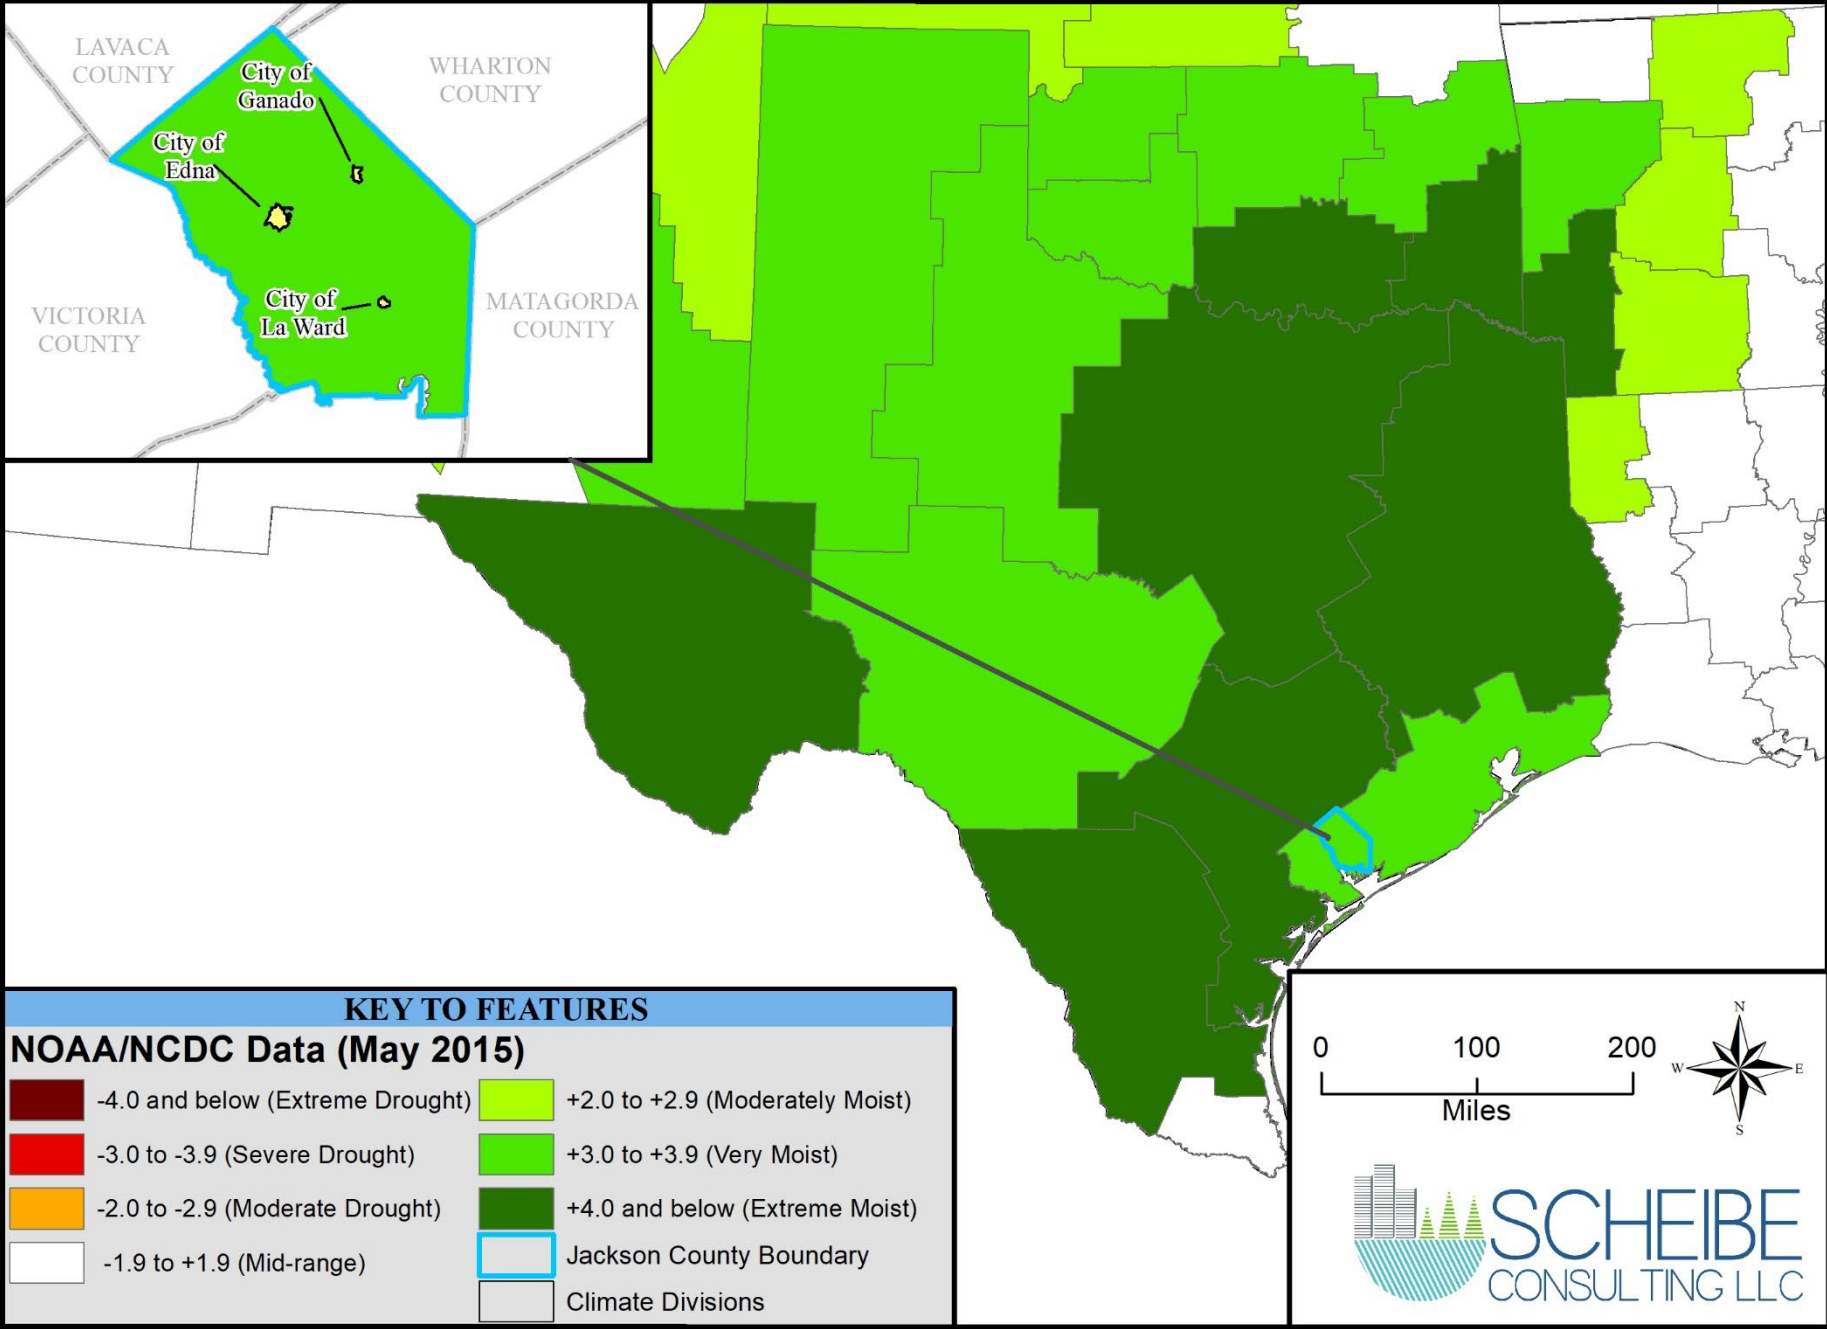 LAVACA
COUNTY
City of
Ganado
WHARTON
COUNTY
City of
Edna
City of
La Ward
VICTORIA
COUNTY
MATAGORDA
COUNTY
KEY TO FEATURES
NOAA/NCDC Data (May 2015)
-4.0 and below (Extreme Drought)
-3.0 to -3.9 (Severe Drought)
-2.0 to -2.9 (Moderate Drought)
-1.9 to +1.9 (Mid-range)
+2.0 to +2.9 (Moderately Moist)
+3.0 to +3.9 (Very Moist)
+4.0 and below (Extreme Moist)
Jackson County Boundary
Climate Divisions
0 100 200
Miles
N
W E
S
SCHEIBE
CONSULTING LLC